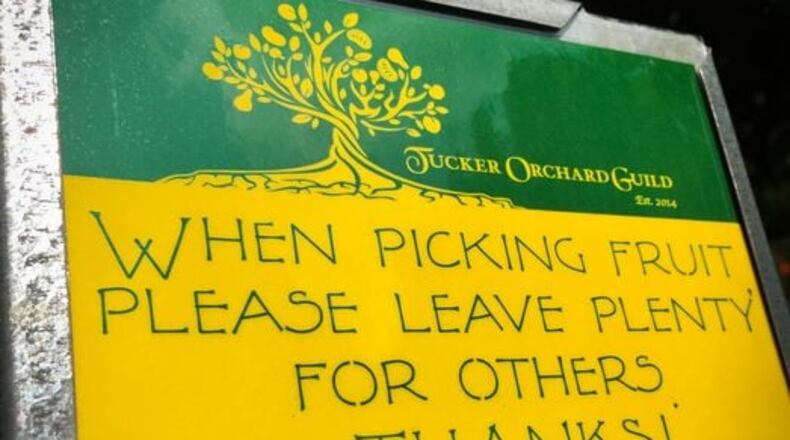 Tucker Orchard Guild
Est. 2014
WHEN PICKING FRUIT,
PLEASE LEAVE PLENTY
FOR OTHERS.
THANKS!